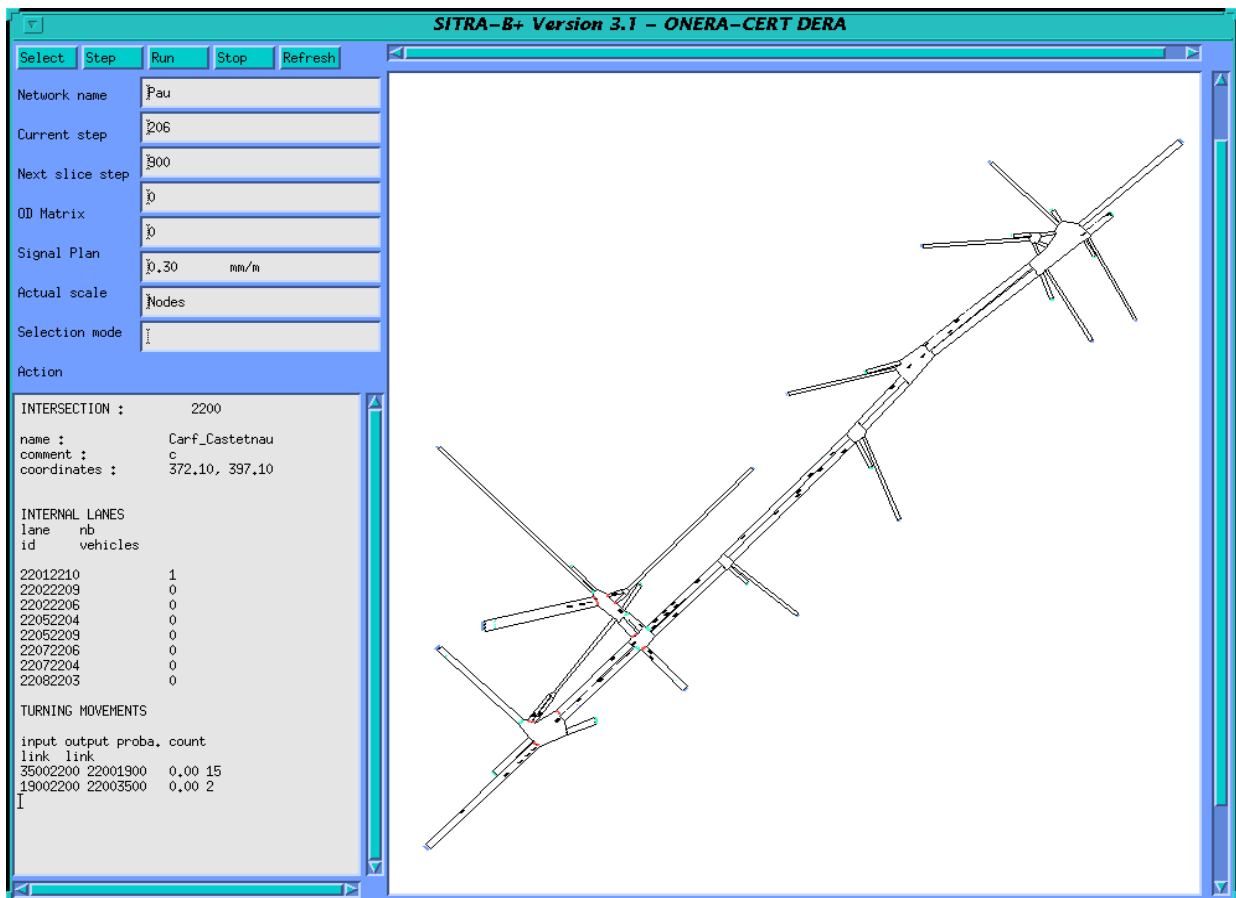 SITRA-B+ Version 3.1 - ONERA-CERT DERA
Select Step Run Stop Refresh
Network name Pau
Current step 206
Next slice step 900
OD Matrix 0
Signal Plan 0
Actual scale 0.30 mm/m
Selection mode Nodes
Action
INTERSECTION : 2200
name : Carf_Castetnau
comment : c
coordinates : 372.10, 397.10
INTERNAL LANES
lane nb
id vehicles
22012210 1
22022209 0
22022206 0
22052204 0
22052209 0
22072206 0
22072204 0
22082203 0
TURNING MOVEMENTS
input output proba. count
link link
35002200 22001900 0.00 15
19002200 22003500 0.00 2